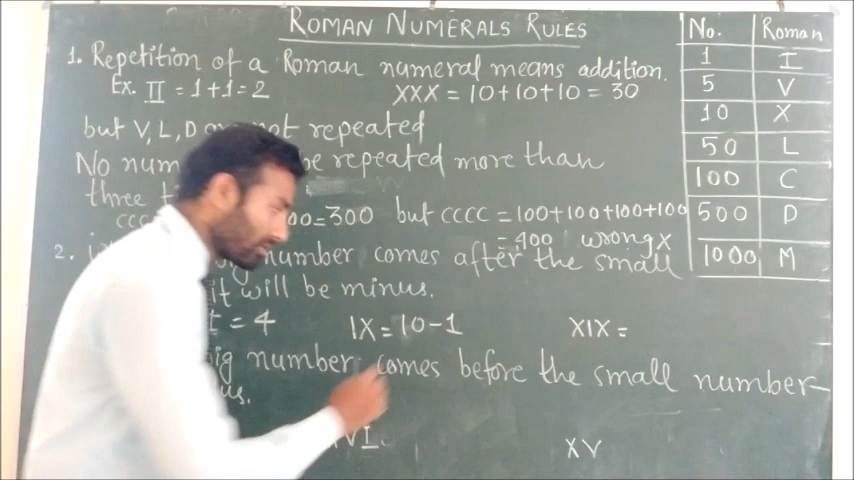 ROMAN NUMERALS RULES
No. Roman
1 I
5 V
10 X
50 L
100 C
500 D
1000 M
1. Repetition of a Roman numeral means addition.
Ex. II = 1+1=2 XXX = 10+10+10 = 30
but V, L, D not repeated
No be repeated more than
three
=300 but CCCC = 100+100+100+100
= 400 wrong x
2. number comes after the small
it will be minus.
= 4 IX = 10-1 XIX =
number comes before the small number
VI XV